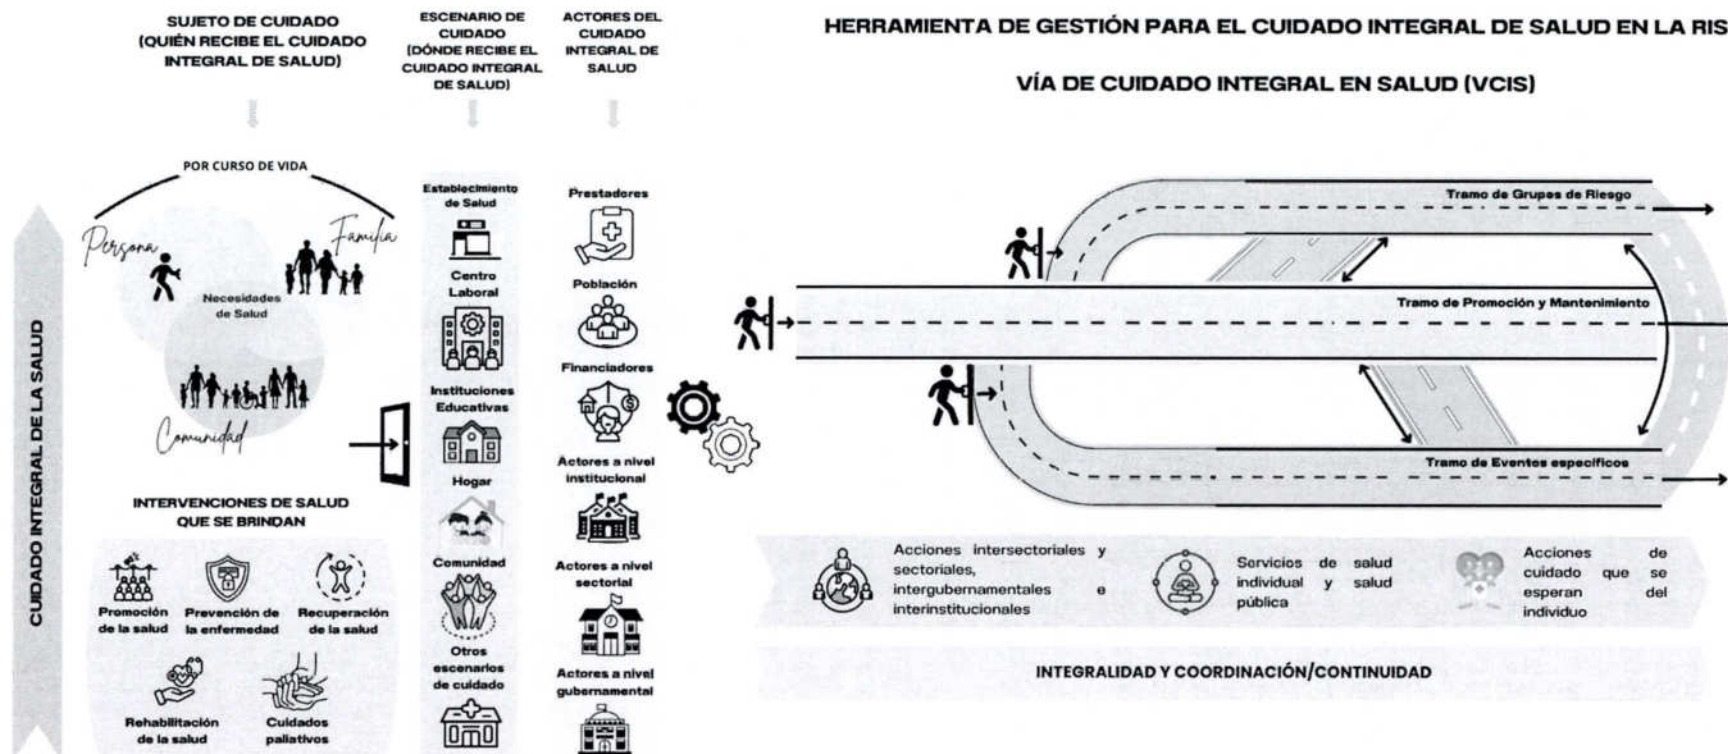 SUJETO DE CUIDADO
(QUIÉN RECIBE EL CUIDADO
INTEGRAL DE SALUD)
ESCENARIO DE
CUIDADO
(DÓNDE RECIBE EL
CUIDADO INTEGRAL
DE SALUD)
ACTORES DEL
CUIDADO
INTEGRAL DE
SALUD
HERRAMIENTA DE GESTIÓN PARA EL CUIDADO INTEGRAL DE SALUD EN LA RIS
VÍA DE CUIDADO INTEGRAL EN SALUD (VCIS)
CUIDADO INTEGRAL DE LA SALUD
POR CURSO DE VIDA
Persona
Familia
Necesidades
de Salud
Comunidad
INTERVENCIONES DE SALUD
QUE SE BRINDAN
Promoción
de la salud
Prevención de
la enfermedad
Recuperación
de la salud
Rehabilitación
de la salud
Cuidados
paliativos
Establecimiento
de Salud
Centro
Laboral
Instituciones
Educativas
Hogar
Comunidad
Otros
escenarios
de cuidado
Prestadores
Población
Financiadores
Actores a nivel
institucional
Actores a nivel
sectorial
Actores a nivel
gubernamental
Tramo de Grupos de Riesgo
Tramo de Promoción y Mantenimiento
Tramo de Eventos específicos
Acciones intersectoriales y
sectoriales,
intergubernamentales e
interinstitucionales
Servicios de salud
individual y salud
pública
Acciones de
cuidado que se
esperan del
individuo
INTEGRALIDAD Y COORDINACIÓN/CONTINUIDAD